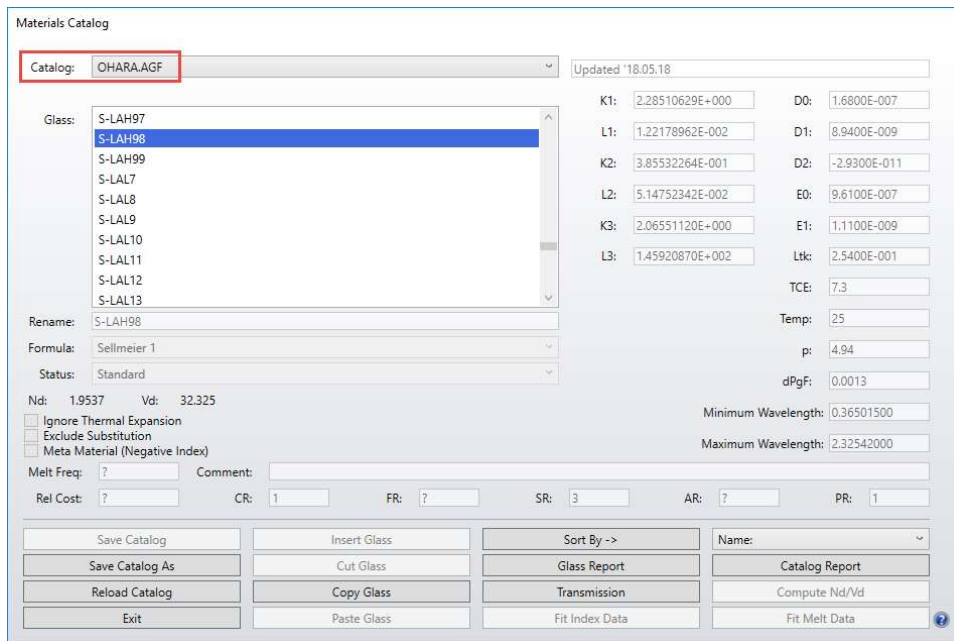 Materials Catalog
Catalog: OHARA.AGF
Updated '18.05.18
Glass:
S-LAH97
S-LAH98
S-LAH99
S-LAL7
S-LAL8
S-LAL9
S-LAL10
S-LAL11
S-LAL12
S-LAL13
K1: 2.28510629E+000 D0: 1.6800E-007
L1: 1.22178962E-002 D1: 8.9400E-009
K2: 3.85532264E-001 D2: -2.9300E-011
L2: 5.14752342E-002 E0: 9.6100E-007
K3: 2.06551120E+000 E1: 1.1100E-009
L3: 1.45920870E+002 Ltk: 2.5400E-001
TCE: 7.3
Rename: S-LAH98 Temp: 25
Formula: Sellmeier 1 p: 4.94
Status: Standard dPgF: 0.0013
Nd: 1.9537 Vd: 32.325
Ignore Thermal Expansion Minimum Wavelength: 0.36501500
Exclude Substitution
Meta Material (Negative Index) Maximum Wavelength: 2.32542000
Melt Freq: ? Comment:
Rel Cost: ? CR: 1 FR: ? SR: 3 AR: ? PR: 1
Save Catalog Insert Glass Sort By -> Name:
Save Catalog As Cut Glass Glass Report Catalog Report
Reload Catalog Copy Glass Transmission Compute Nd/Vd
Exit Paste Glass Fit Index Data Fit Melt Data ?